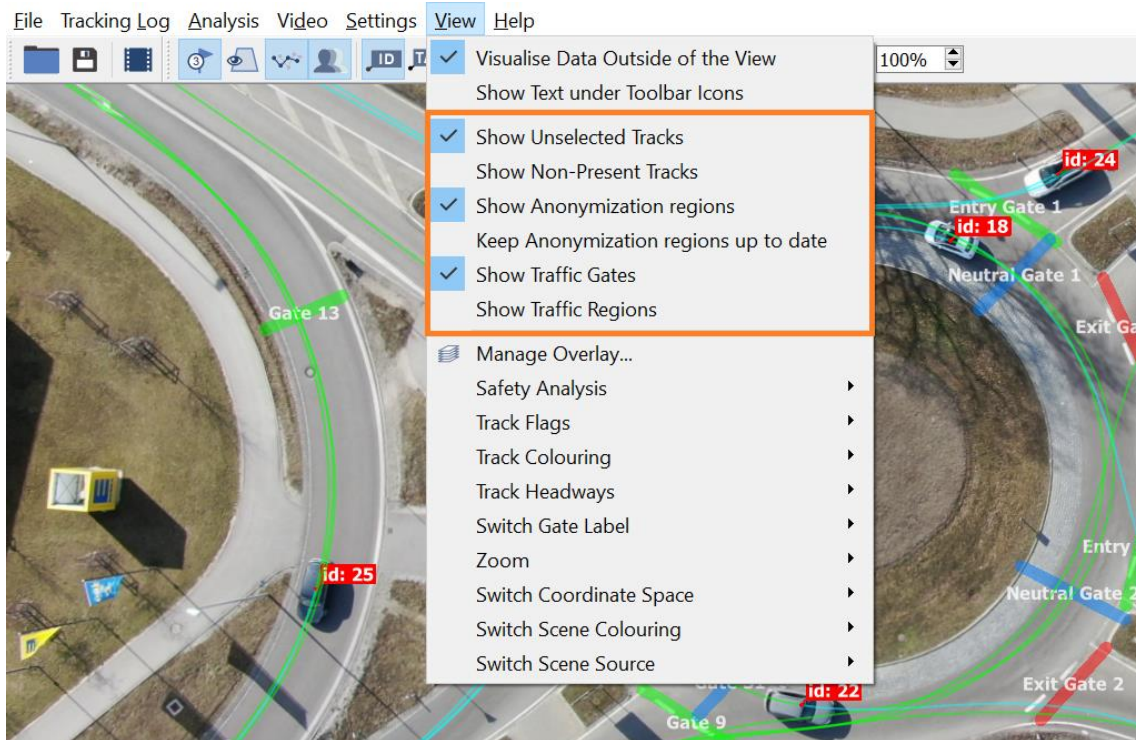 File Tracking Log Analysis Video Settings View Help
3 ID 100%
Visualise Data Outside of the View
Show Text under Toolbar Icons
Show Unselected Tracks
Show Non-Present Tracks
Show Anonymization regions
Keep Anonymization regions up to date
Show Traffic Gates
Show Traffic Regions
Manage Overlay...
Safety Analysis
Track Flags
Track Colouring
Track Headways
Switch Gate Label
Zoom
Switch Coordinate Space
Switch Scene Colouring
Switch Scene Source
id: 24
Entry Gate 1
id: 18
Neutral Gate 1
Gate 13
Exit
id: 25
Entry
Neutral Gate 2
Exit Gate 2
id: 22
Gate 9